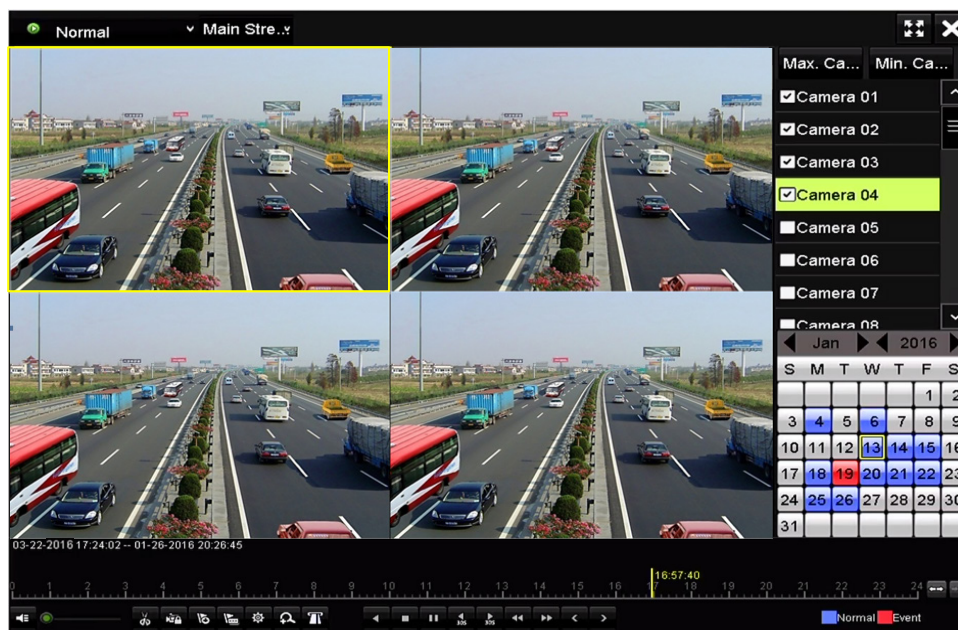 Normal
Main Stre..
Max. Ca... Min. Ca...
Camera 01
Camera 02
Camera 03
Camera 04
Camera 05
Camera 06
Camera 07
Camera 08
Jan 2016
S M T W T F S
1 2
3 4 5 6 7 8 9
10 11 12 13 14 15 16
17 18 19 20 21 22 23
24 25 26 27 28 29 30
31
03-22-2016 17:24:02 -- 01-26-2016 20:26:45
16:57:40
0 1 2 3 4 5 6 7 8 9 10 11 12 13 14 15 16 17 18 19 20 21 22 23 24
30S 30S
Normal Event